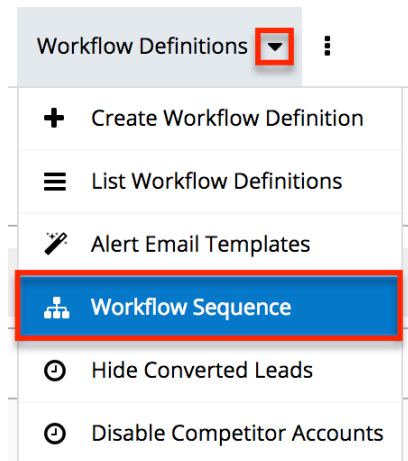 Workflow Definitions
Create Workflow Definition
List Workflow Definitions
Alert Email Templates
Workflow Sequence
Hide Converted Leads
Disable Competitor Accounts